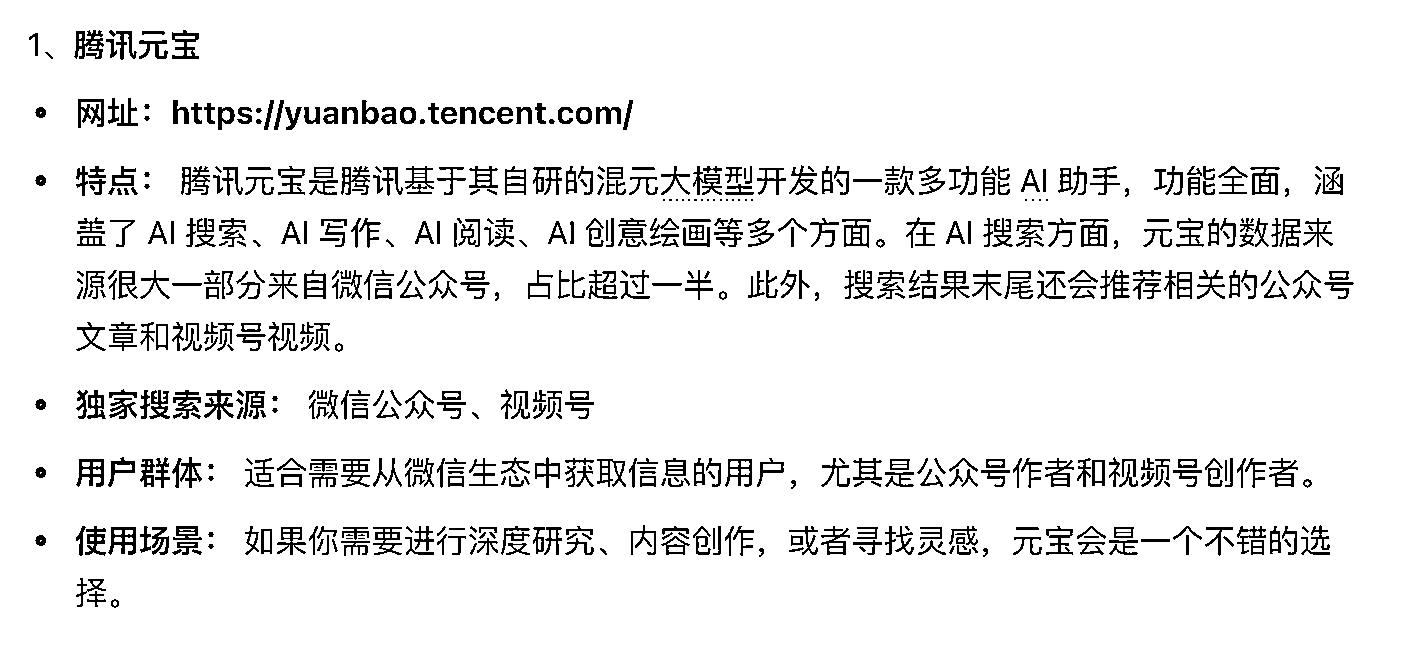 1、腾讯元宝
• 网址：https://yuanbao.tencent.com/
• 特点： 腾讯元宝是腾讯基于其自研的混元大模型开发的一款多功能 AI 助手，功能全面，涵
盖了 AI 搜索、AI 写作、AI 阅读、AI 创意绘画等多个方面。在 AI 搜索方面，元宝的数据来
源很大一部分来自微信公众号，占比超过一半。此外，搜索结果末尾还会推荐相关的公众号
文章和视频号视频。
• 独家搜索来源： 微信公众号、视频号
• 用户群体： 适合需要从微信生态中获取信息的用户，尤其是公众号作者和视频号创作者。
• 使用场景： 如果你需要进行深度研究、内容创作，或者寻找灵感，元宝会是一个不错的选
择。